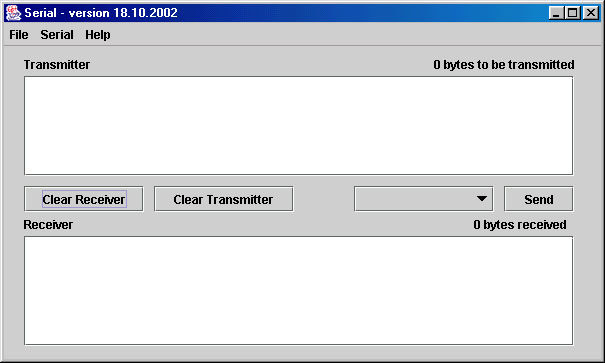 Serial - version 18.10.2002
File Serial Help
Transmitter 0 bytes to be transmitted
Clear Receiver Clear Transmitter Send
Receiver 0 bytes received